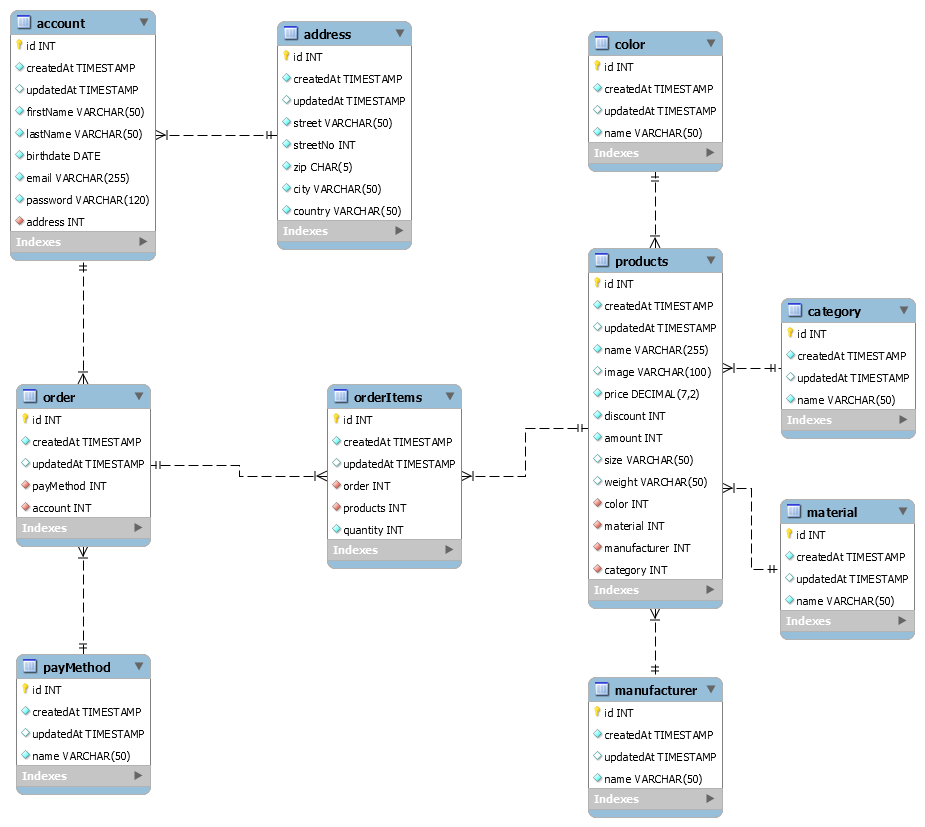 account
id INT
createdAt TIMESTAMP
updatedAt TIMESTAMP
firstName VARCHAR(50)
lastName VARCHAR(50)
birthdate DATE
email VARCHAR(255)
password VARCHAR(120)
address INT
Indexes
address
id INT
createdAt TIMESTAMP
updatedAt TIMESTAMP
street VARCHAR(50)
streetNo INT
zip CHAR(5)
city VARCHAR(50)
country VARCHAR(50)
Indexes
color
id INT
createdAt TIMESTAMP
updatedAt TIMESTAMP
name VARCHAR(50)
Indexes
products
id INT
createdAt TIMESTAMP
updatedAt TIMESTAMP
name VARCHAR(255)
image VARCHAR(100)
price DECIMAL(7,2)
discount INT
amount INT
size VARCHAR(50)
weight VARCHAR(50)
color INT
material INT
manufacturer INT
category INT
Indexes
category
id INT
createdAt TIMESTAMP
updatedAt TIMESTAMP
name VARCHAR(50)
Indexes
order
id INT
createdAt TIMESTAMP
updatedAt TIMESTAMP
payMethod INT
account INT
Indexes
orderItems
id INT
createdAt TIMESTAMP
updatedAt TIMESTAMP
order INT
products INT
quantity INT
Indexes
material
id INT
createdAt TIMESTAMP
updatedAt TIMESTAMP
name VARCHAR(50)
Indexes
payMethod
id INT
createdAt TIMESTAMP
updatedAt TIMESTAMP
name VARCHAR(50)
Indexes
manufacturer
id INT
createdAt TIMESTAMP
updatedAt TIMESTAMP
name VARCHAR(50)
Indexes